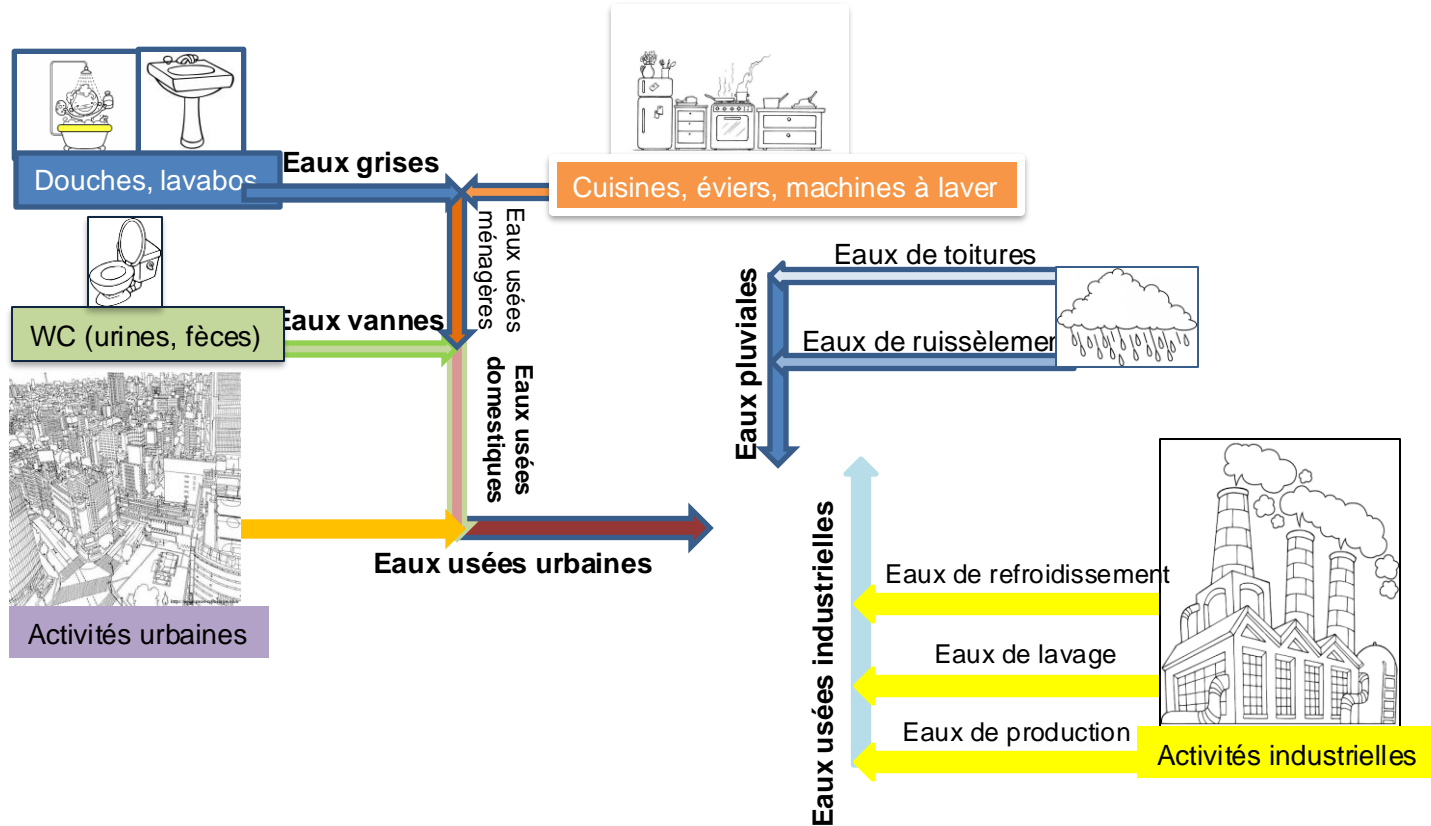 Eaux grises
Douches, lavabos
Cuisines, éviers, machines à laver
Eaux usées
ménagères
Eaux vannes
WC (urines, fèces)
Eaux usées
domestiques
Eaux usées urbaines
Activités urbaines
Eaux de toitures
Eaux de ruissèlemen
Eaux pluviales
Eaux usées industrielles
Eaux de refroidissement
Eaux de lavage
Eaux de production
Activités industrielles